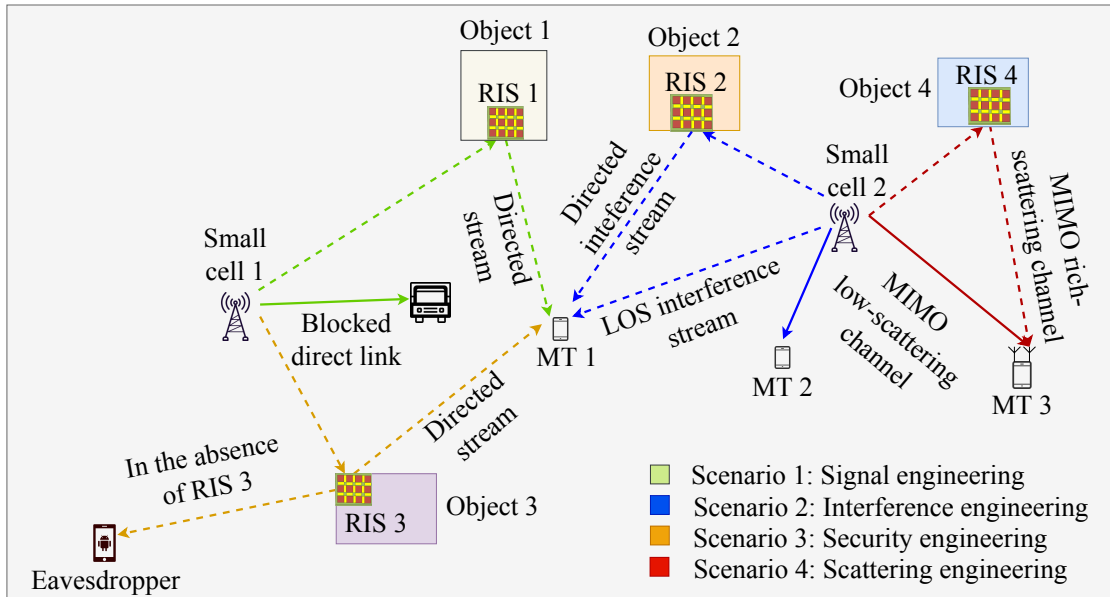 Object 1
RIS 1
Object 2
RIS 2
Object 4
RIS 4
Small
cell 1
Directed
stream
Directed
inteference
stream
Small
cell 2
MIMO rich-
scattering channel
Blocked
direct link
MT 1
LOS interference
stream
MT 2
MIMO
low-scattering
channel
MT 3
In the absence
of RIS 3
Directed
stream
RIS 3
Object 3
Eavesdropper
Scenario 1: Signal engineering
Scenario 2: Interference engineering
Scenario 3: Security engineering
Scenario 4: Scattering engineering